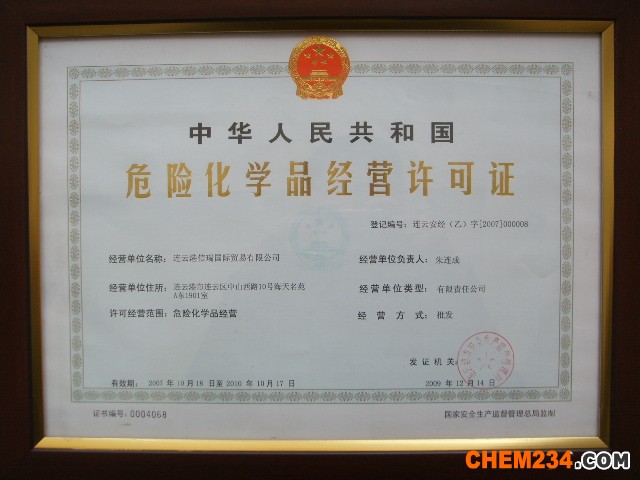 中华人民共和国
危险化学品经营许可证
登记编号：连云安经（乙）字[2007]000008
经营单位名称：连云港信瑞国际贸易有限公司
经营单位负责人：朱连成
经营单位住所：连云港市连云区中山西路10号海天名苑
A东1901室
经营单位类型：有限责任公司
许可经营范围：危险化学品经营
经营方式：批发
发证机关
有效期：2007年10月18日至2010年10月17日
2009年12月14日
证书编号：0004068
国家安全生产监督管理总局监制
CHEM234.COM